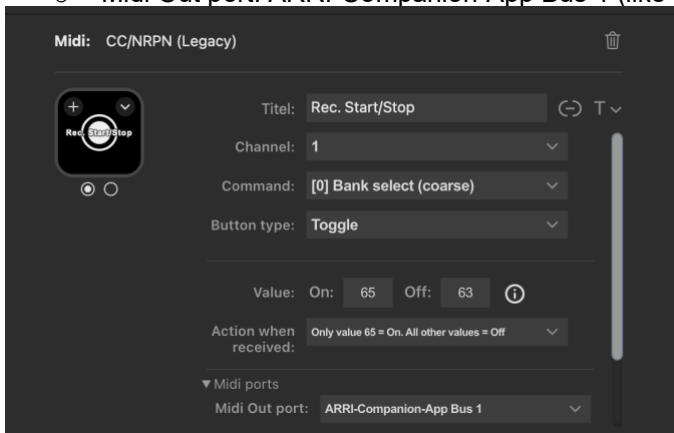 ○ Midi Out port: ARRI-Companion-App Bus 1 (like
Midi: CC/NRPN (Legacy)
Rec. Start/Stop
Titel: Rec. Start/Stop T
Channel: 1
Command: [0] Bank select (coarse)
Button type: Toggle
Value: On: 65 Off: 63
Action when received: Only value 65 = On. All other values = Off
Midi ports
Midi Out port: ARRI-Companion-App Bus 1